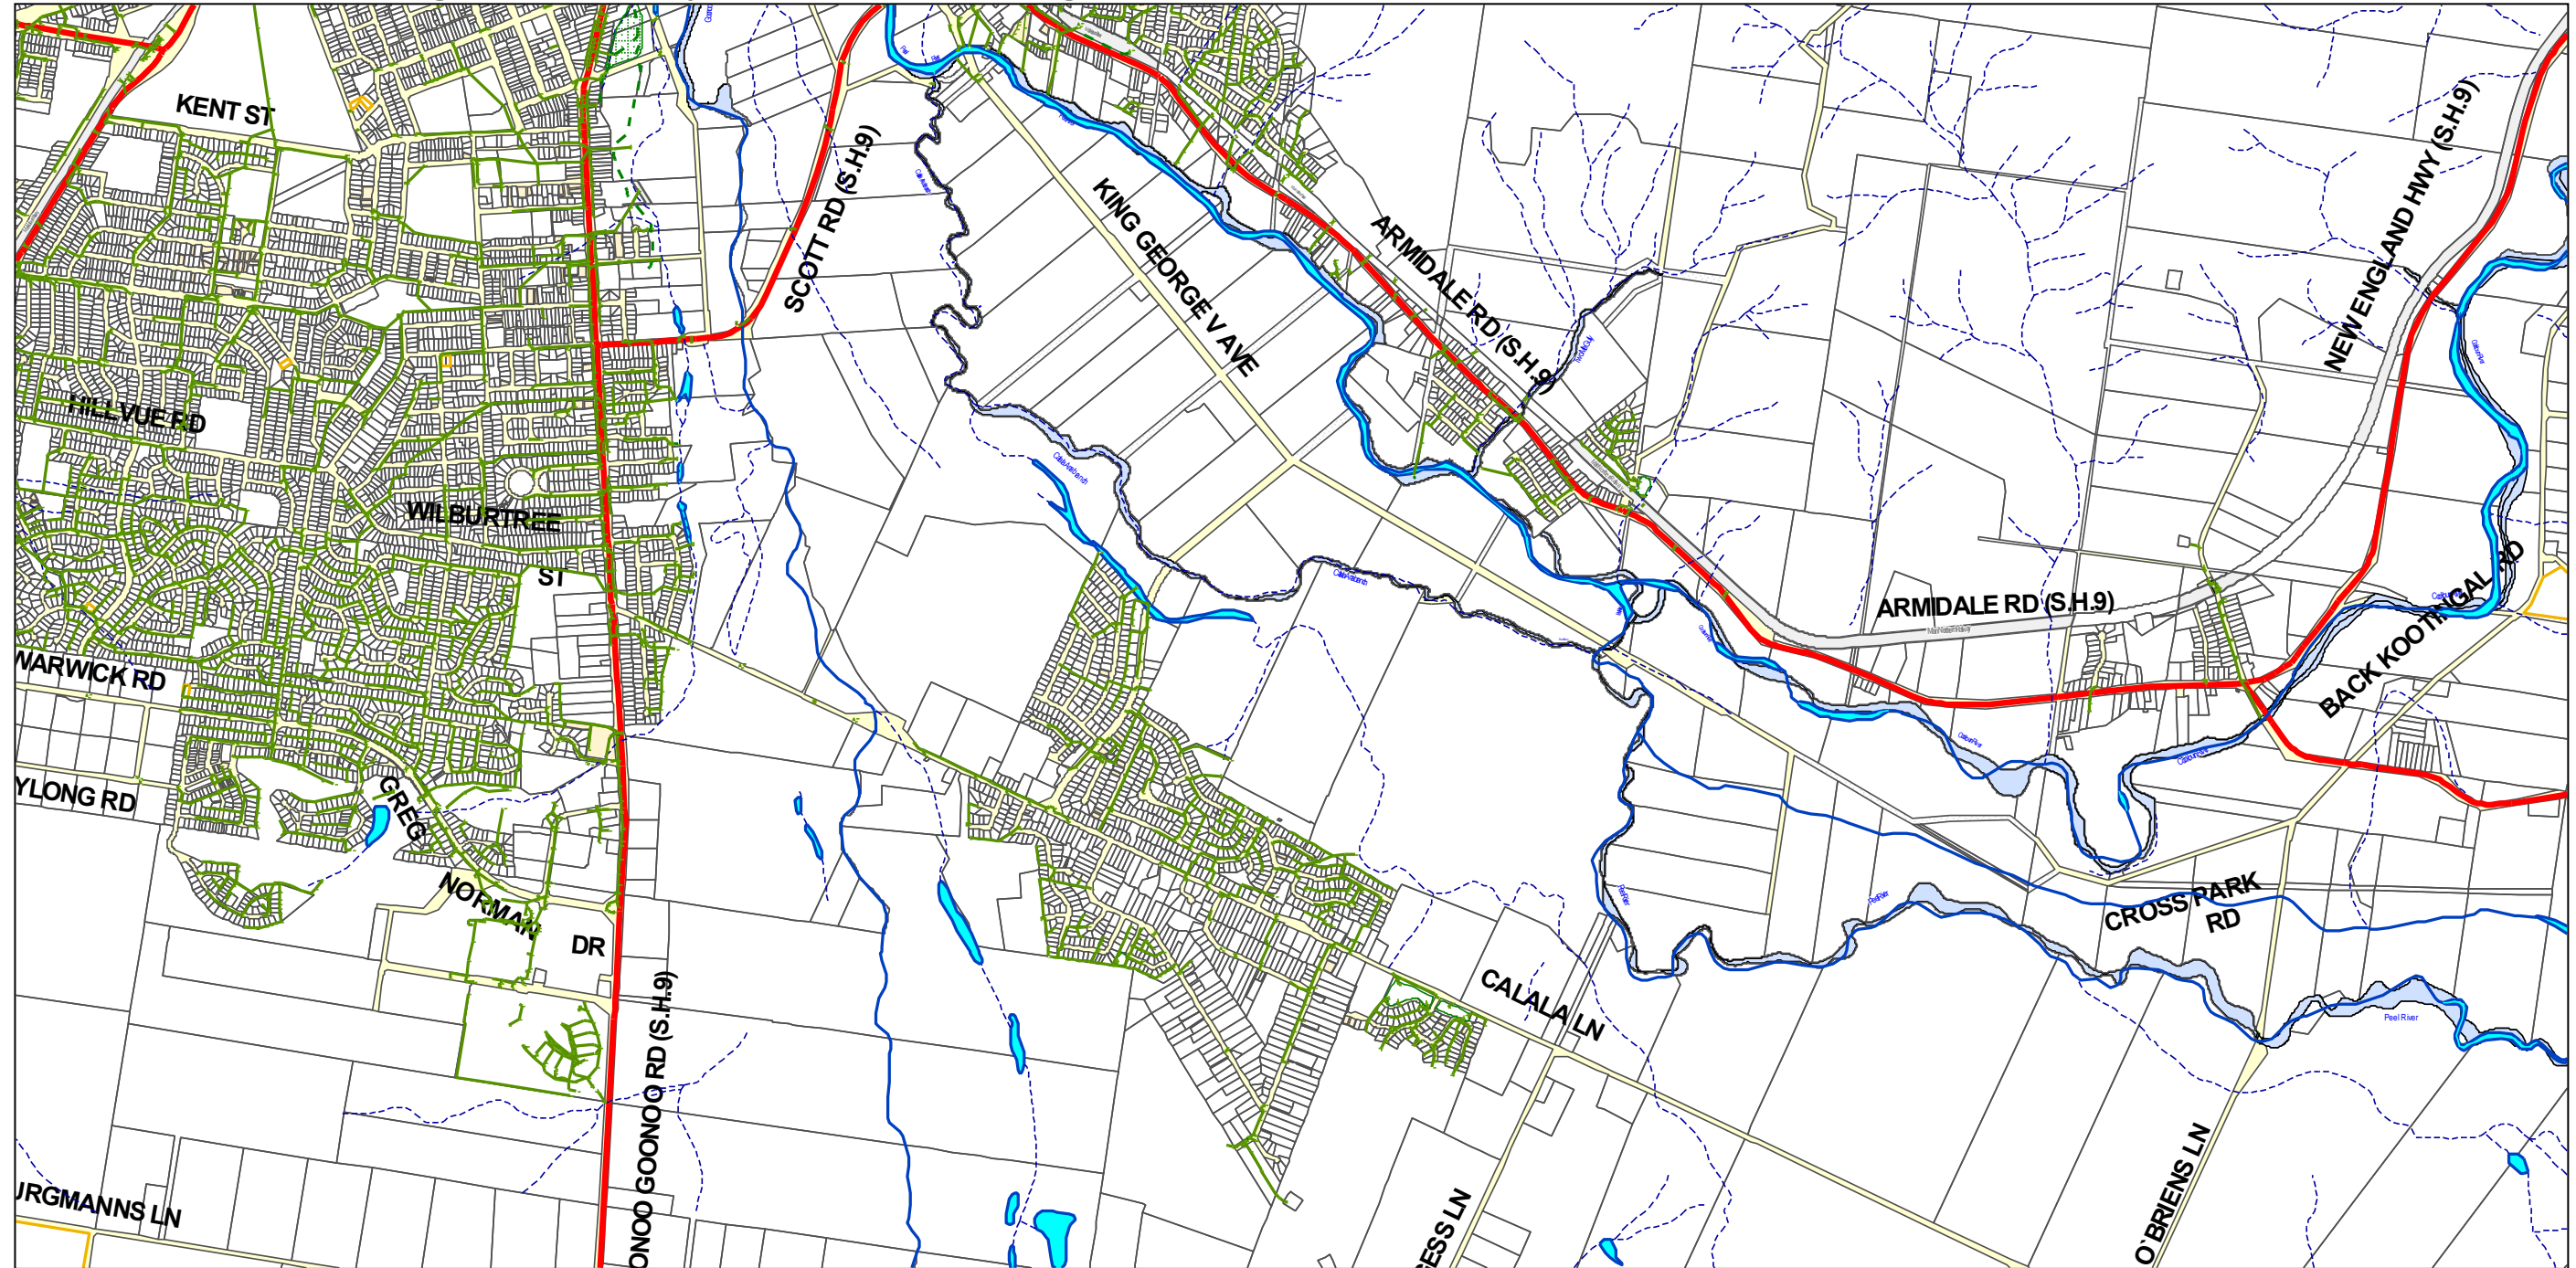 KENT ST
SCOTT RD (S.H.9)
KING GEORGE V AVE
ARMIDALE RD (S.H.9)
NEW ENGLAND HWY (S.H.9)
HILLVUE RD
WILBURTREE
ST
ARMIDALE RD (S.H.9)
BACK KOOTINGAL RD
WARWICK RD
YLONG RD
GREG
NORMAN
DR
CROSS PARK
RD
CALALA LN
Peel River
ONOO GOONOO RD (S.H.9)
URGMANNS LN
ESS LN
O'BRIENS LN